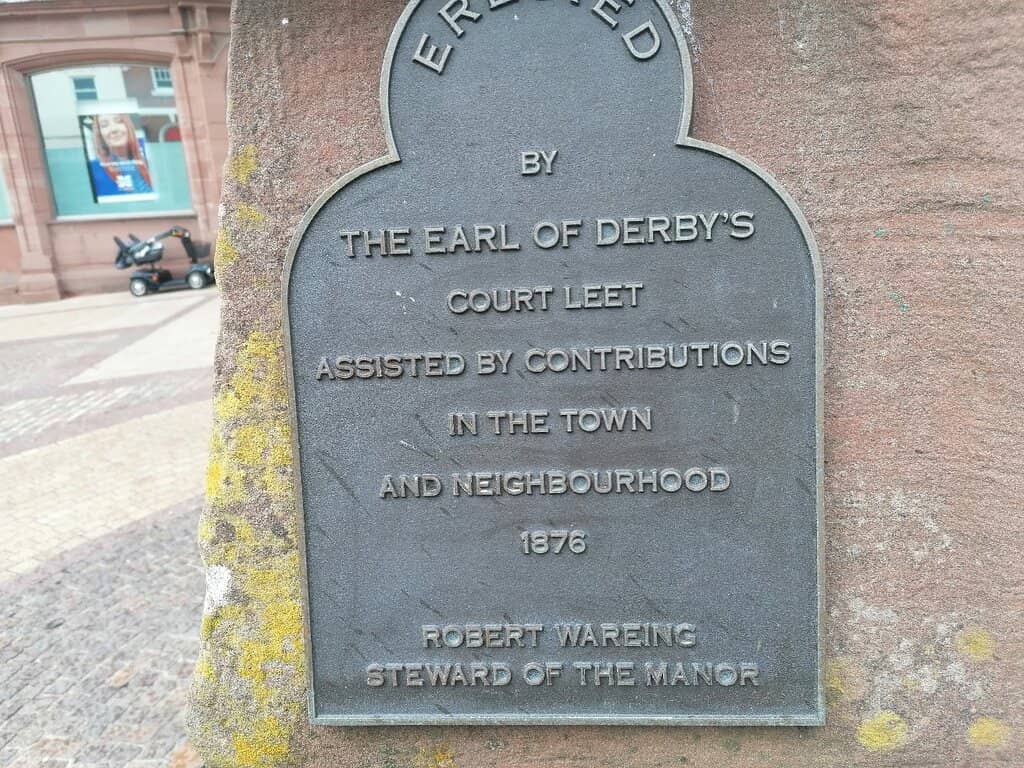 ERECTED
BY
THE EARL OF DERBY'S
COURT LEET
ASSISTED BY CONTRIBUTIONS
IN THE TOWN
AND NEIGHBOURHOOD
1876
ROBERT WAREING
STEWARD OF THE MANOR